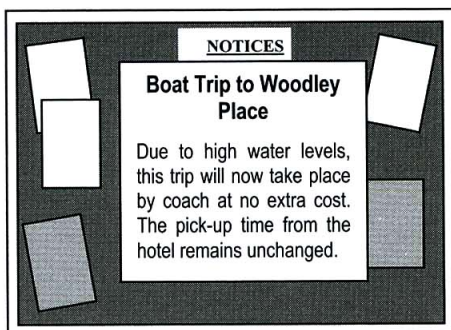 NOTICES
Boat Trip to Woodley
Place
Due to high water levels,
this trip will now take place
by coach at no extra cost.
The pick-up time from the
hotel remains unchanged.